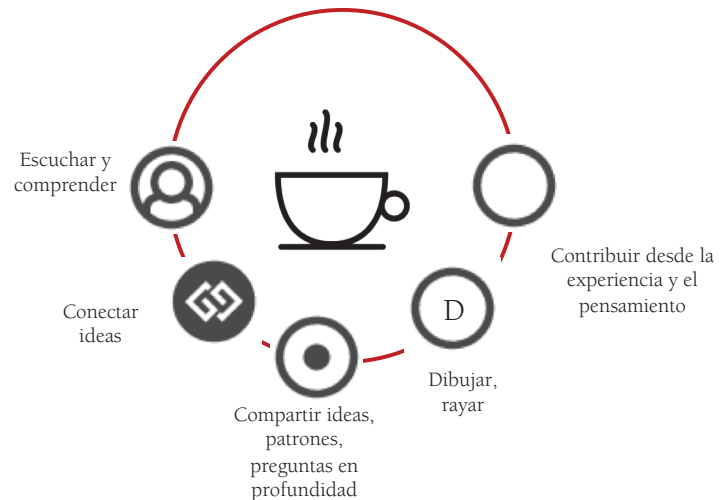 Escuchar y
comprender
Contribuir desde la
experiencia y el
pensamiento
Conectar
ideas
D
Dibujar,
rayar
Compartir ideas,
patrones,
preguntas en
profundidad